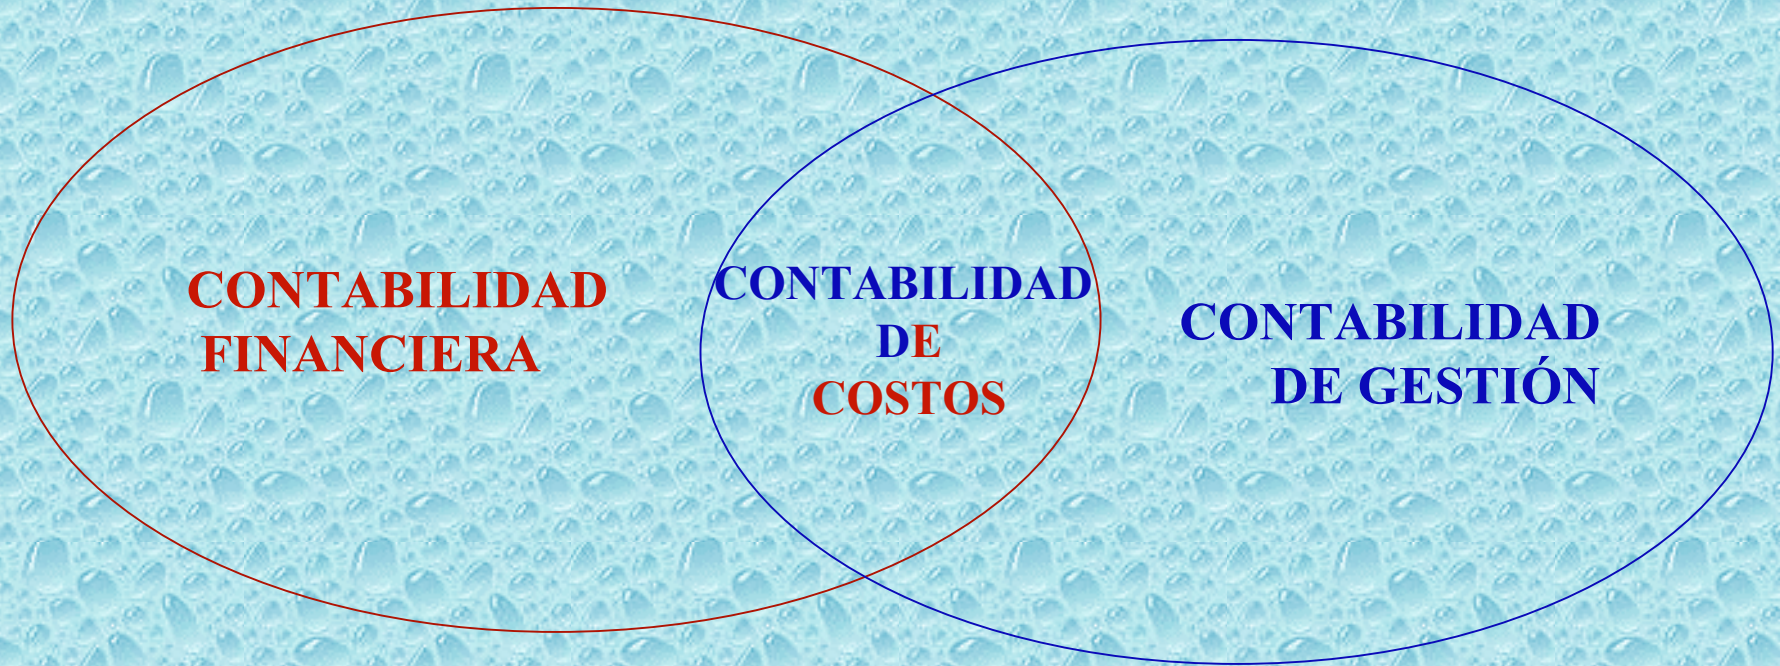 CONTABILIDAD
FINANCIERA
CONTABILIDAD
DE
COSTOS
CONTABILIDAD
DE GESTIÓN